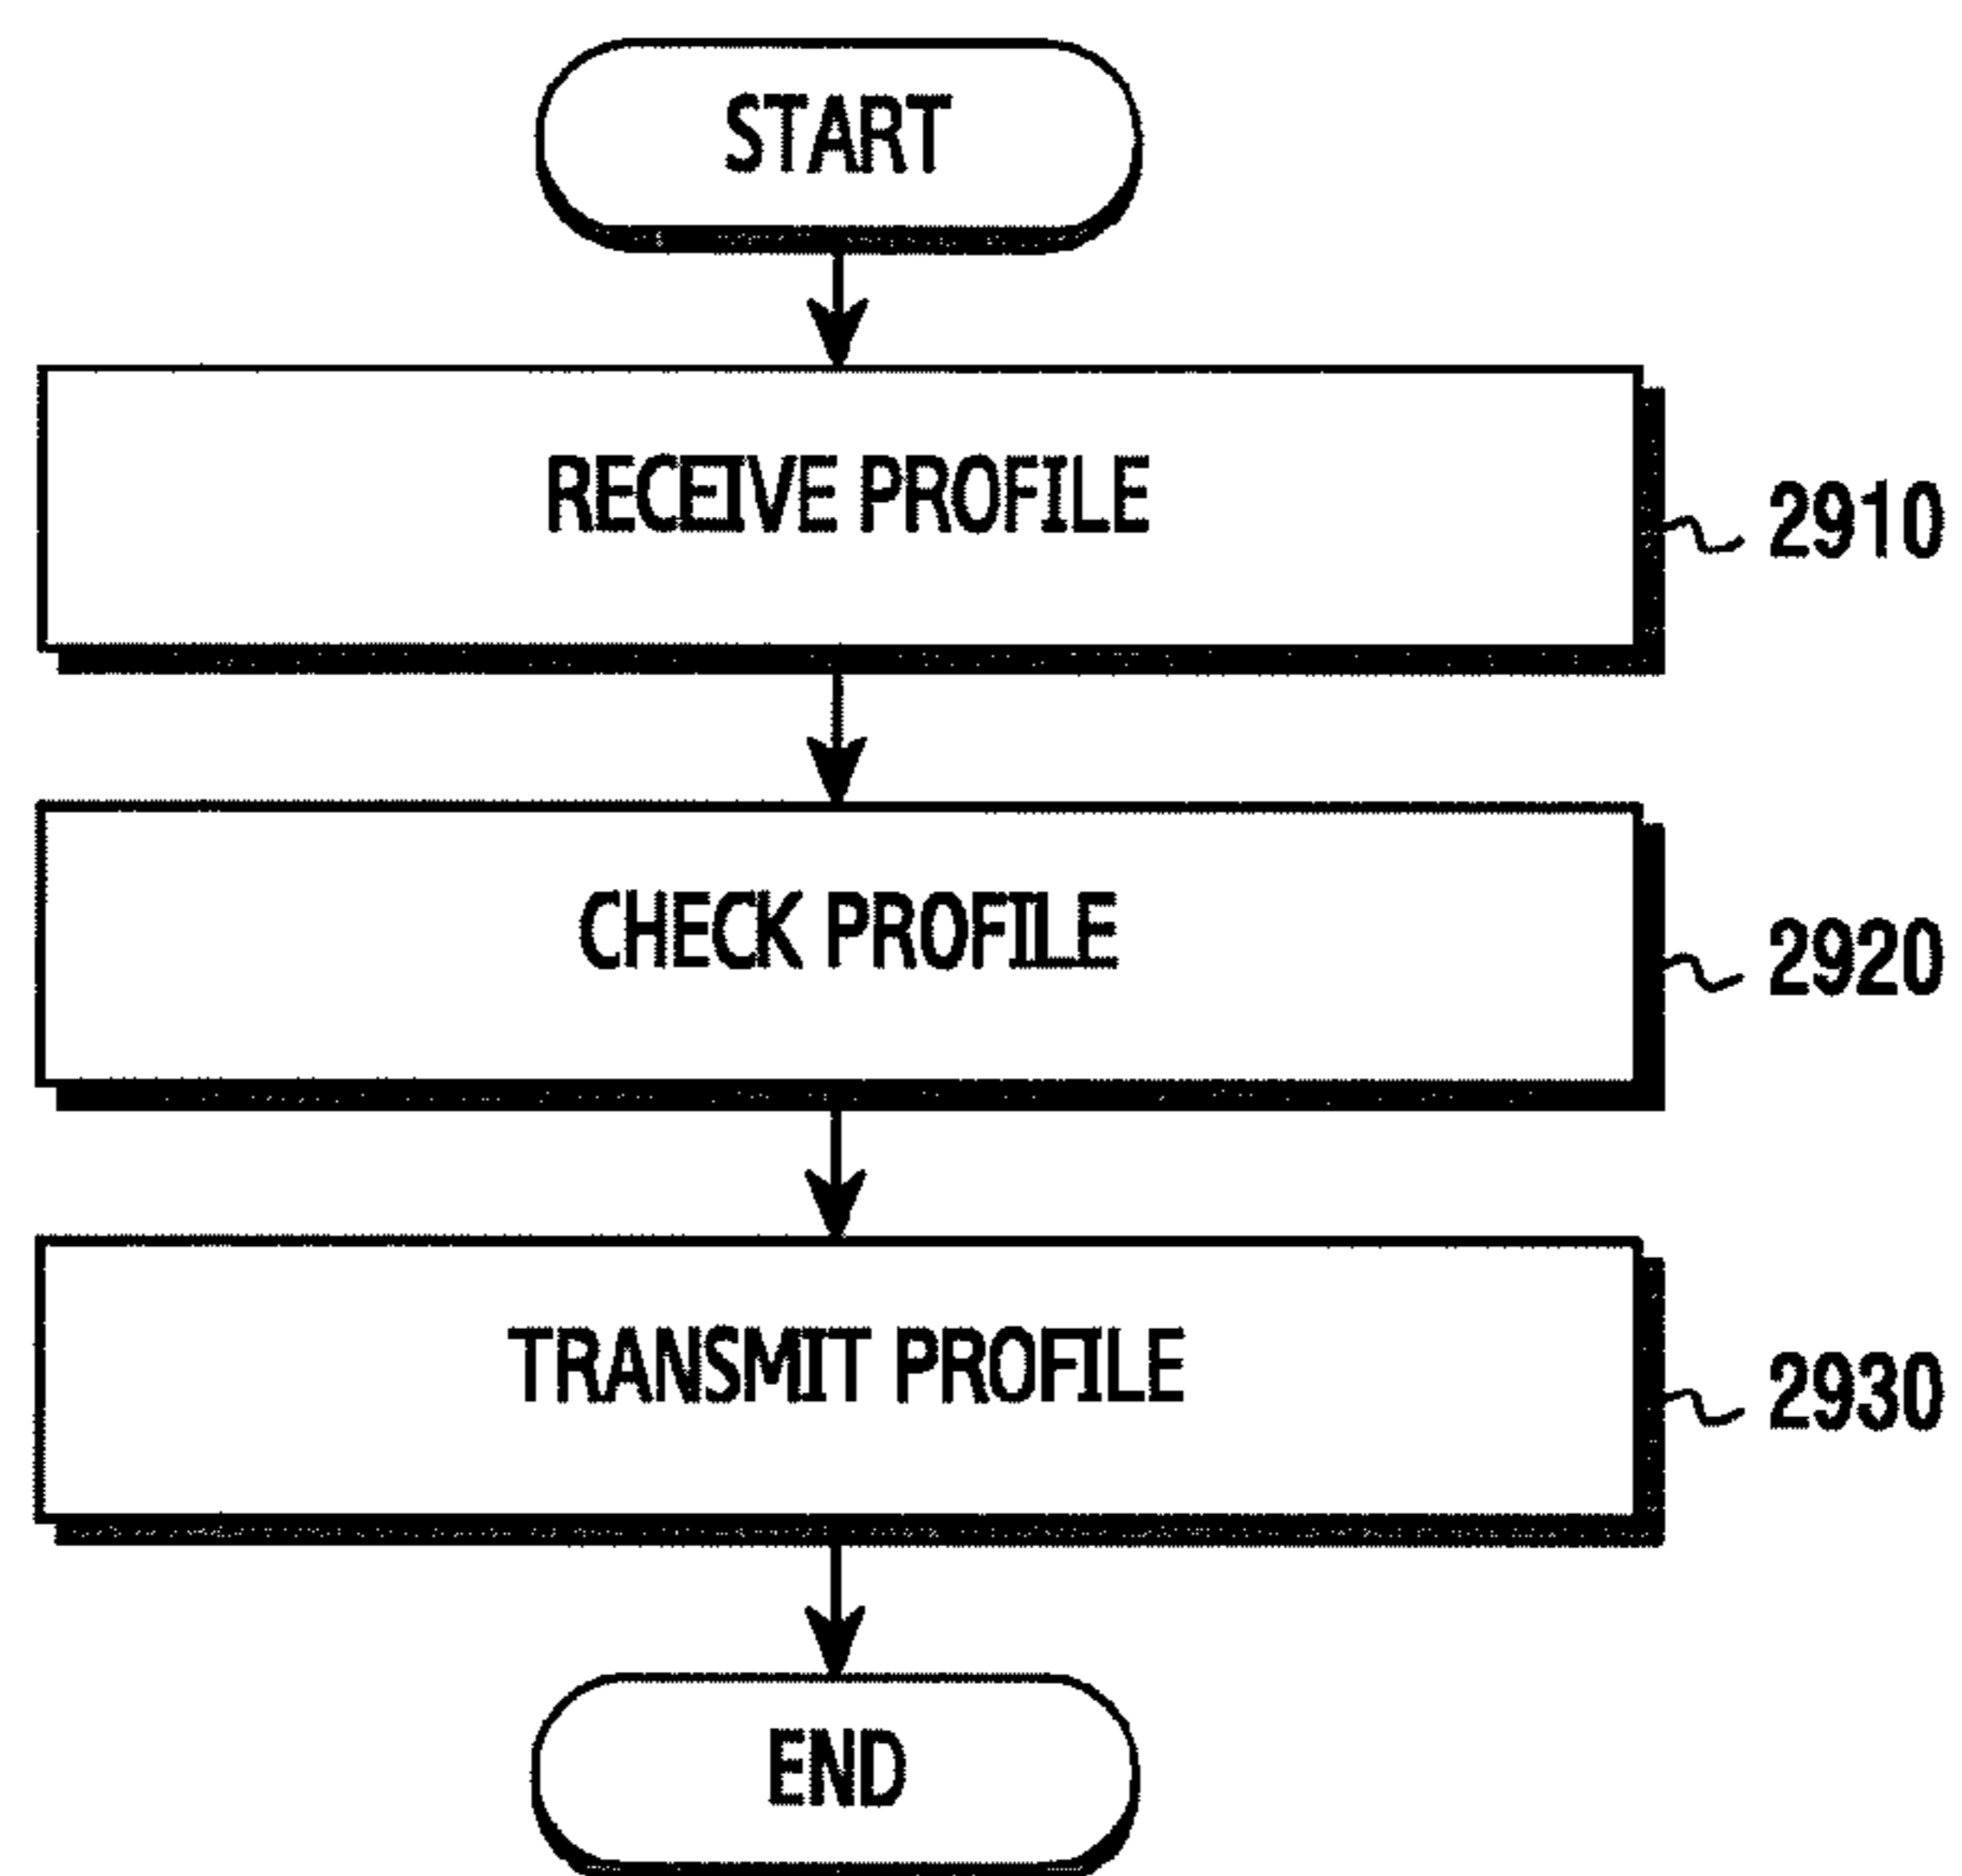 START
RECEIVE PROFILE
2910
CHECK PROFILE
2920
TRANSMIT PROFILE
2930
END